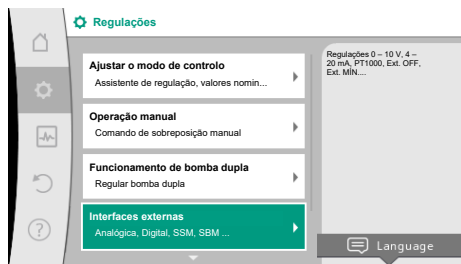 Regulações
Ajustar o modo de controlo
Assistente de regulação, valores nomin...
Operação manual
Comando de sobreposição manual
Funcionamento de bomba dupla
Regular bomba dupla
Interfaces externas
Analógica, Digital, SSM, SBM ...
Regulações 0 – 10 V, 4 –
20 mA, PT1000, Ext. OFF,
Ext. MIN....
Language